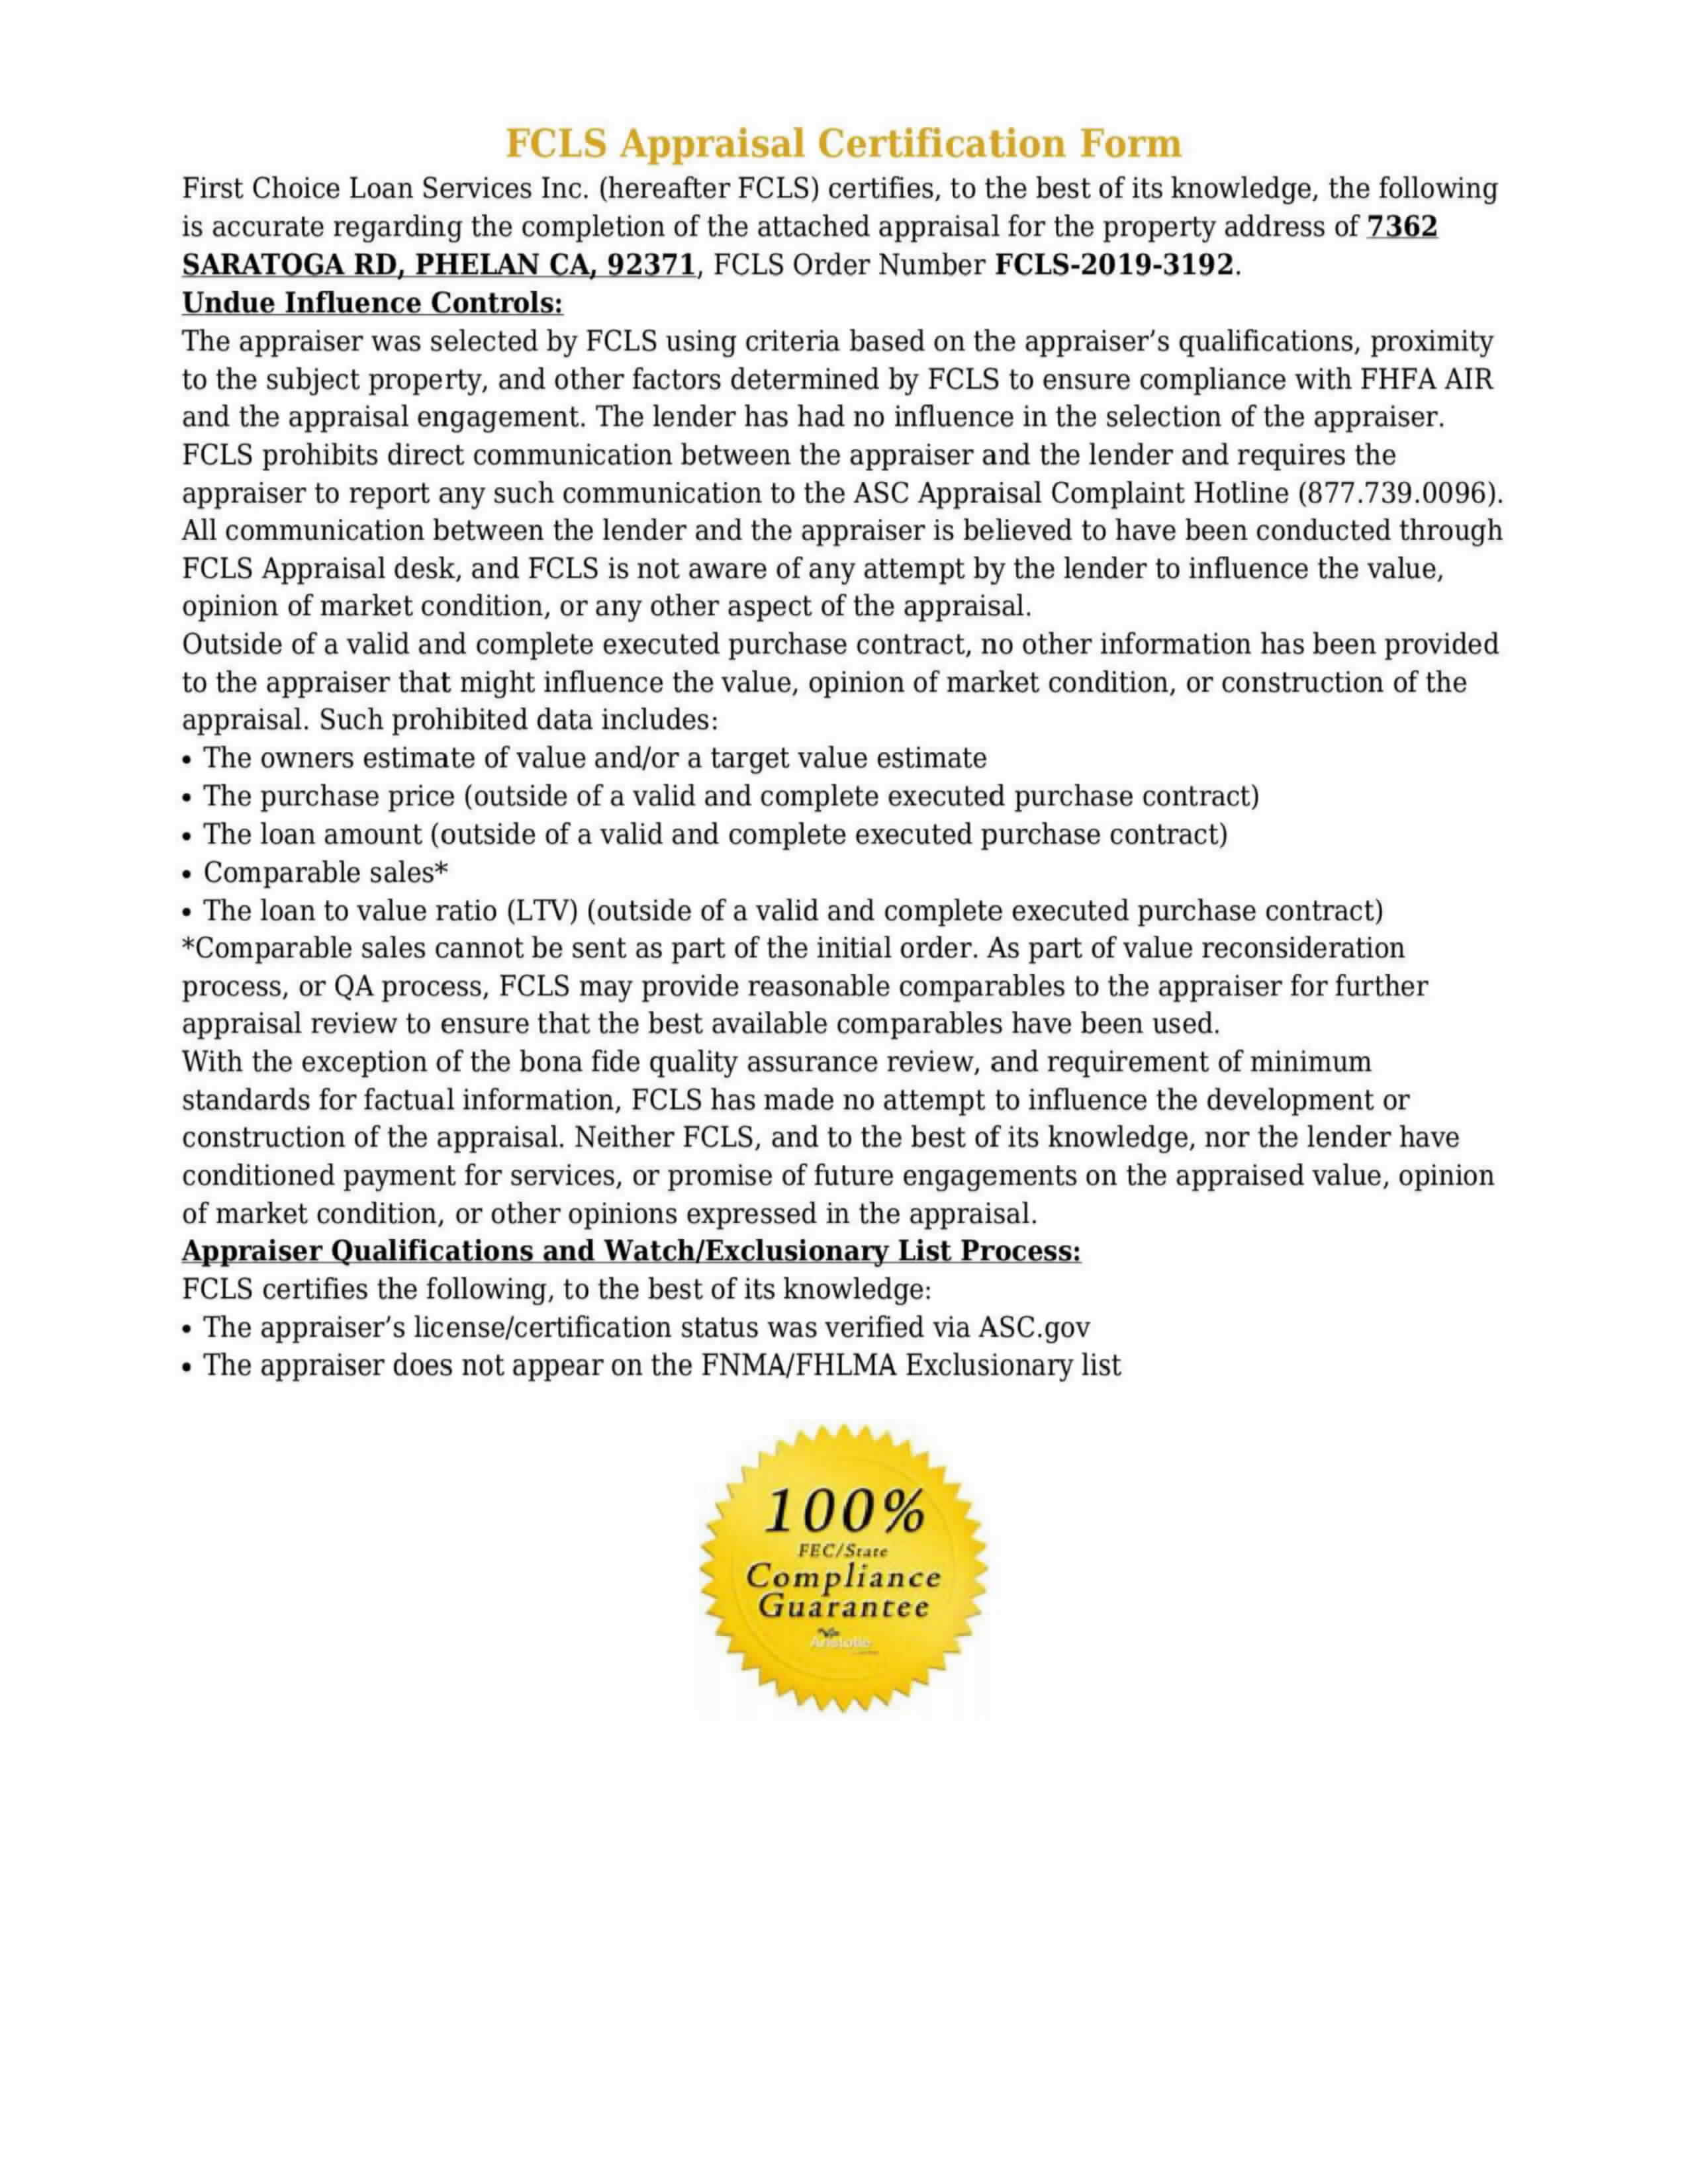 FCLS Appraisal Certification Form
First Choice Loan Services Inc. (hereafter FCLS) certifies, to the best of its knowledge, the following
is accurate regarding the completion of the attached appraisal for the property address of 7362
SARATOGA RD, PHELAN CA, 92371, FCLS Order Number FCLS-2019-3192.
Undue Influence Controls:
The appraiser was selected by FCLS using criteria based on the appraiser’s qualifications, proximity
to the subject property, and other factors determined by FCLS to ensure compliance with FHFA AIR
and the appraisal engagement. The lender has had no influence in the selection of the appraiser.
FCLS prohibits direct communication between the appraiser and the lender and requires the
appraiser to report any such communication to the ASC Appraisal Complaint Hotline (877.739.0096).
All communication between the lender and the appraiser is believed to have been conducted through
FCLS Appraisal desk, and FCLS is not aware of any attempt by the lender to influence the value,
opinion of market condition, or any other aspect of the appraisal.
Outside of a valid and complete executed purchase contract, no other information has been provided
to the appraiser that might influence the value, opinion of market condition, or construction of the
appraisal. Such prohibited data includes:
• The owners estimate of value and/or a target value estimate
• The purchase price (outside of a valid and complete executed purchase contract)
• The loan amount (outside of a valid and complete executed purchase contract)
• Comparable sales*
• The loan to value ratio (LTV) (outside of a valid and complete executed purchase contract)
*Comparable sales cannot be sent as part of the initial order. As part of value reconsideration
process, or QA process, FCLS may provide reasonable comparables to the appraiser for further
appraisal review to ensure that the best available comparables have been used.
With the exception of the bona fide quality assurance review, and requirement of minimum
standards for factual information, FCLS has made no attempt to influence the development or
construction of the appraisal. Neither FCLS, and to the best of its knowledge, nor the lender have
conditioned payment for services, or promise of future engagements on the appraised value, opinion
of market condition, or other opinions expressed in the appraisal.
Appraiser Qualifications and Watch/Exclusionary List Process:
FCLS certifies the following, to the best of its knowledge:
• The appraiser’s license/certification status was verified via ASC.gov
• The appraiser does not appear on the FNMA/FHLMA Exclusionary list
100%
FEC/State
Compliance
Guarantee
Aristotle